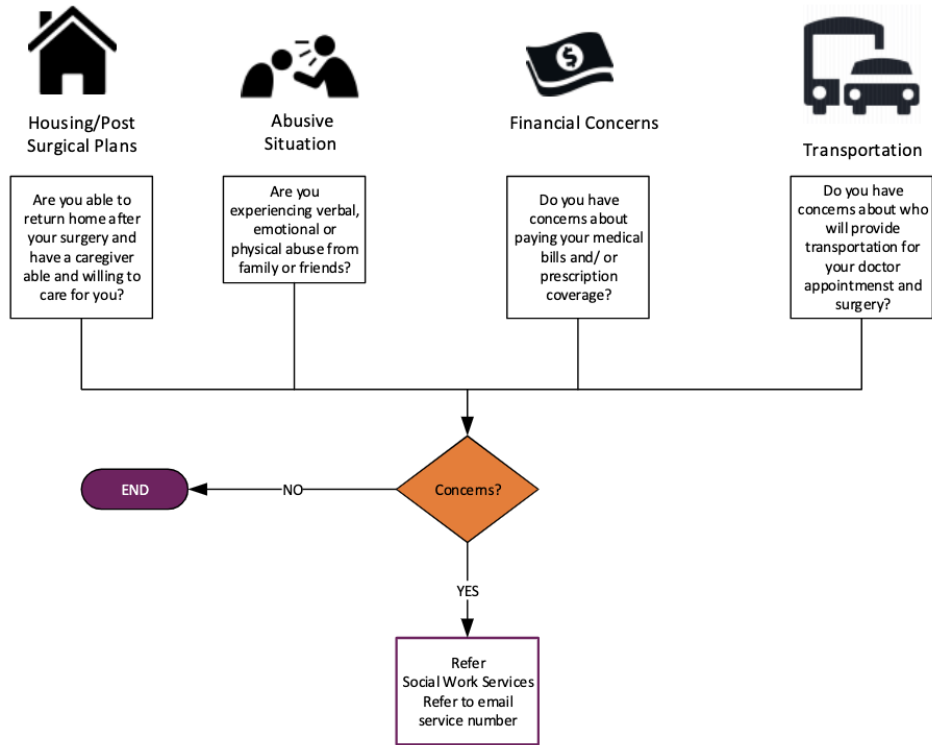 Housing/Post
Surgical Plans
Abusive
Situation
$
Financial Concerns
Transportation
Are you able to
return home after
your surgery and
have a caregiver
able and willing to
care for you?
Are you
experiencing verbal,
emotional or
physical abuse from
family or friends?
Do you have
concerns about
paying your medical
bills and/ or
prescription
coverage?
Do you have
concerns about who
will provide
transportation for
your doctor
appointmenst and
surgery?
Concerns?
NO
END
YES
Refer
Social Work Services
Refer to email
service number